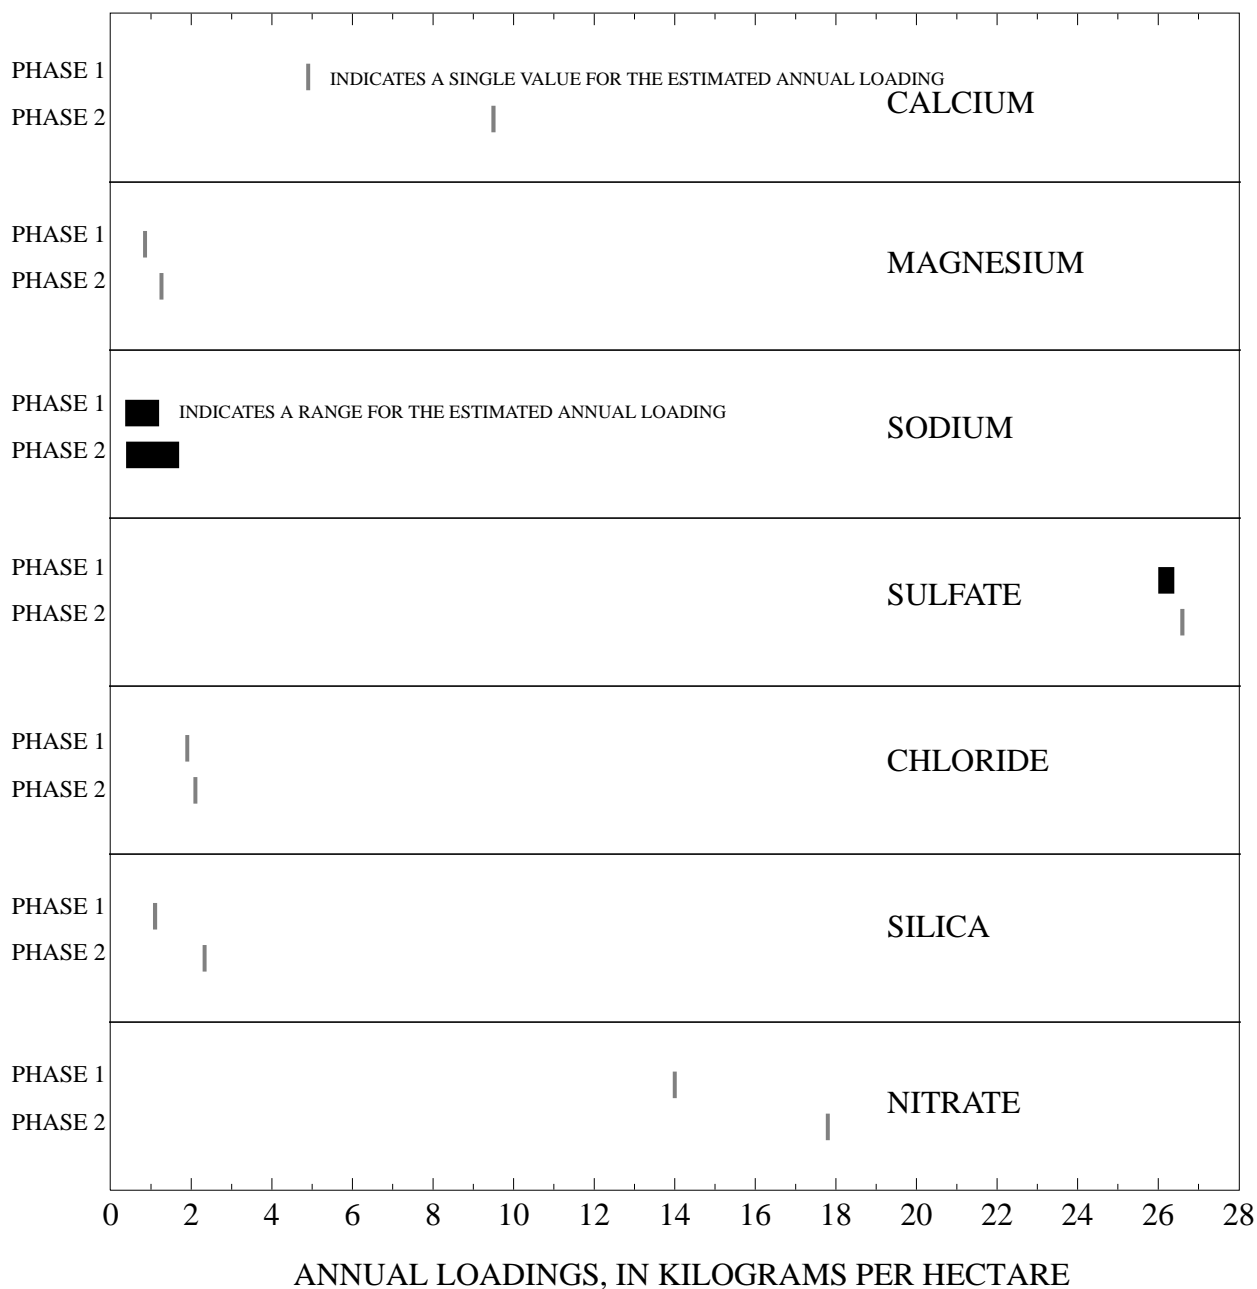 PHASE 1
INDICATES A SINGLE VALUE FOR THE ESTIMATED ANNUAL LOADING
CALCIUM
PHASE 2
PHASE 1
MAGNESIUM
PHASE 2
PHASE 1
INDICATES A RANGE FOR THE ESTIMATED ANNUAL LOADING
SODIUM
PHASE 2
PHASE 1
SULFATE
PHASE 2
PHASE 1
CHLORIDE
PHASE 2
PHASE 1
SILICA
PHASE 2
PHASE 1
NITRATE
PHASE 2
0 2 4 6 8 10 12 14 16 18 20 22 24 26 28
ANNUAL LOADINGS, IN KILOGRAMS PER HECTARE